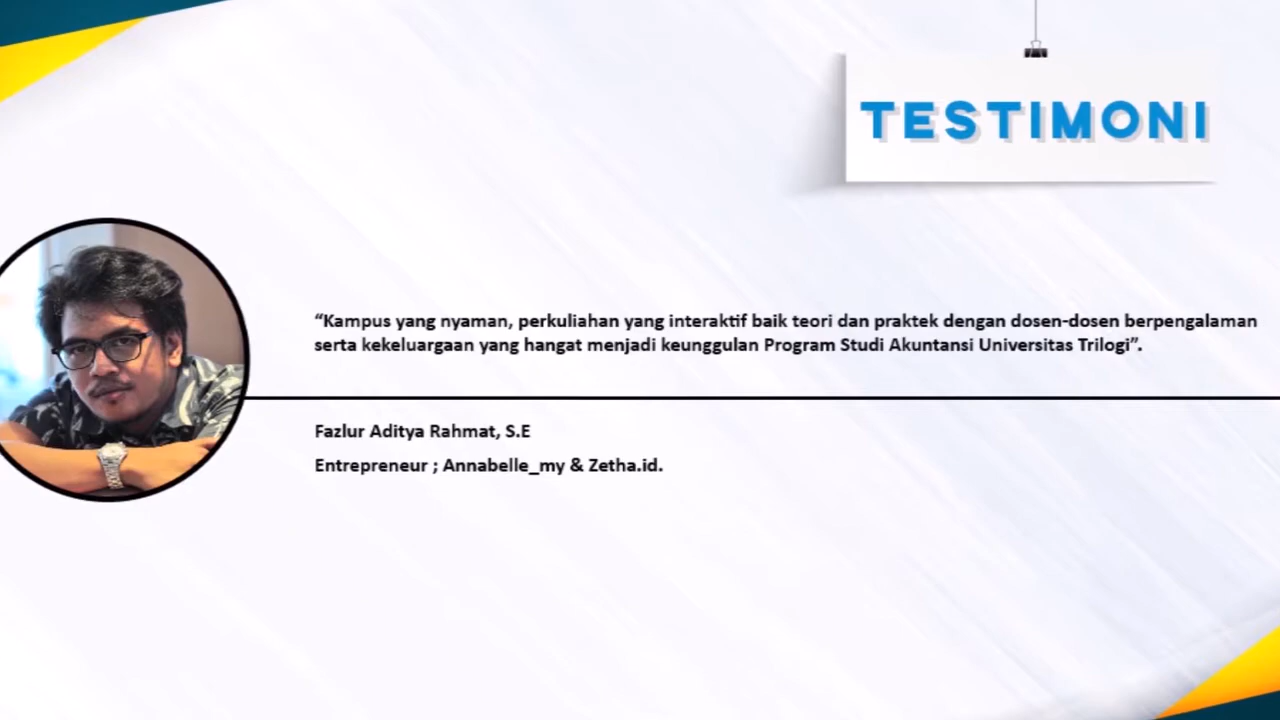 TESTIMONI
“Kampus yang nyaman, perkuliahan yang interaktif baik teori dan praktek dengan dosen-dosen berpengalaman
serta kekeluargaan yang hangat menjadi keunggulan Program Studi Akuntansi Universitas Trilogi”.
Fazlur Aditya Rahmat, S.E
Entrepreneur ; Annabelle_my & Zetha.id.